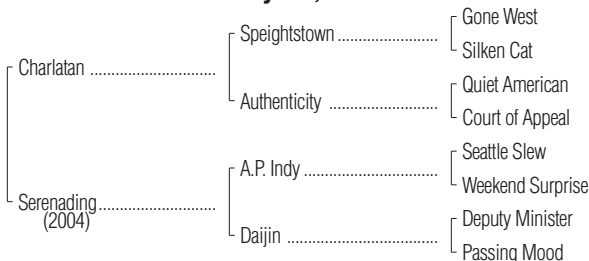 Gone West
Speightstown
Silken Cat
Charlatan
Quiet American
Authenticity
Court of Appeal
Seattle Slew
A.P. Indy
Weekend Surprise
Serenading
(2004)
Deputy Minister
Daijin
Passing Mood